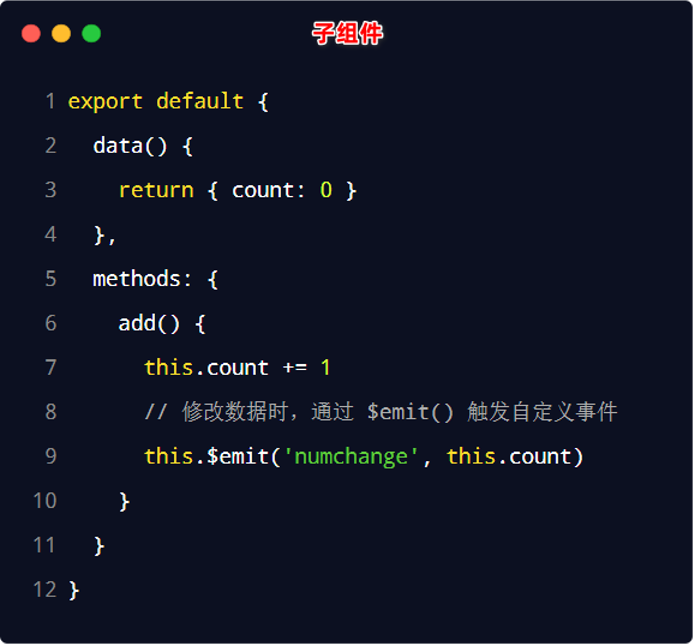 子组件
1 export default {
2   data() {
3     return { count: 0 }
4   },
5   methods: {
6     add() {
7       this.count += 1
8       // 修改数据时，通过 $emit() 触发自定义事件
9       this.$emit('numchange', this.count)
10     }
11   }
12 }